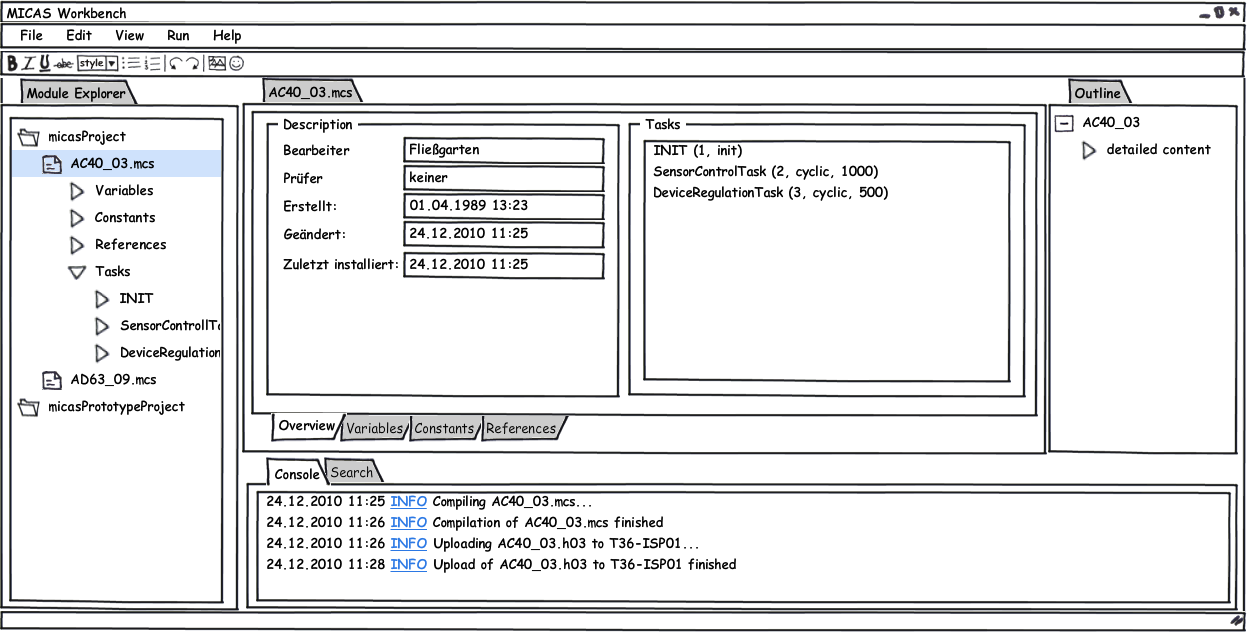 MICAS Workbench
File Edit View Run Help
B I U abc style
Module Explorer
micasProject
AC40_03.mcs
Variables
Constants
References
Tasks
INIT
SensorControllTa
DeviceRegulation
AD63_09.mcs
micasPrototypeProject
AC40_03.mcs
Description
Bearbeiter Fließgarten
Prüfer keiner
Erstellt: 01.04.1989 13:23
Geändert: 24.12.2010 11:25
Zuletzt installiert: 24.12.2010 11:25
Tasks
INIT (1, init)
SensorControlTask (2, cyclic, 1000)
DeviceRegulationTask (3, cyclic, 500)
Overview Variables Constants References
Outline
AC40_03
detailed content
Console Search
24.12.2010 11:25 INFO Compiling AC40_03.mcs...
24.12.2010 11:26 INFO Compilation of AC40_03.mcs finished
24.12.2010 11:26 INFO Uploading AC40_03.h03 to T36-ISP01...
24.12.2010 11:28 INFO Upload of AC40_03.h03 to T36-ISP01 finished